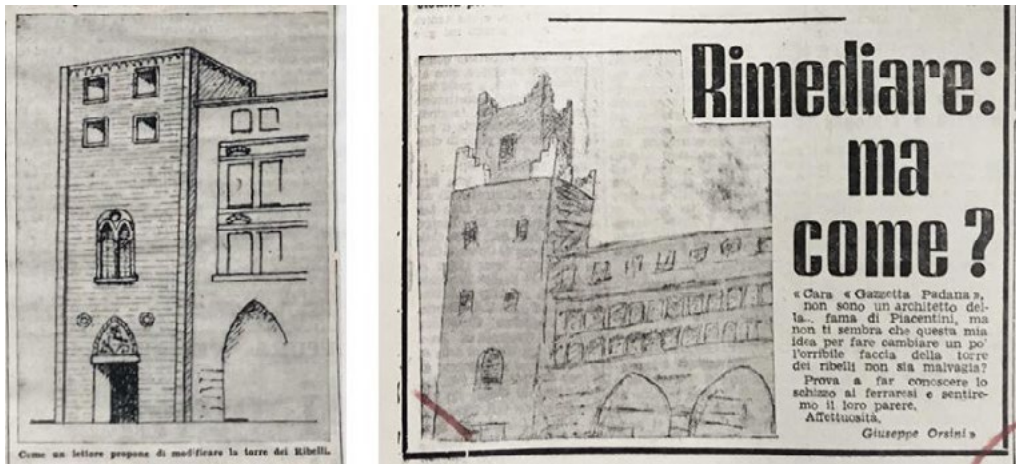 Come un lettore propone di modificare la torre dei Ribelli.
Rimediare:
ma
come?
«Cara «Gazzetta Padana»,
non sono un architetto del-
la.. fama di Piacentini, ma
non ti sembra che questa mia
idea per fare cambiare un po'
l'orribile faccia della torre
dei ribelli non sia malvagia?
Prova a far conoscere lo
schizzo ai ferraresi e sentire-
mo il loro parere.
Affettuosità.
Giuseppe Orsini»